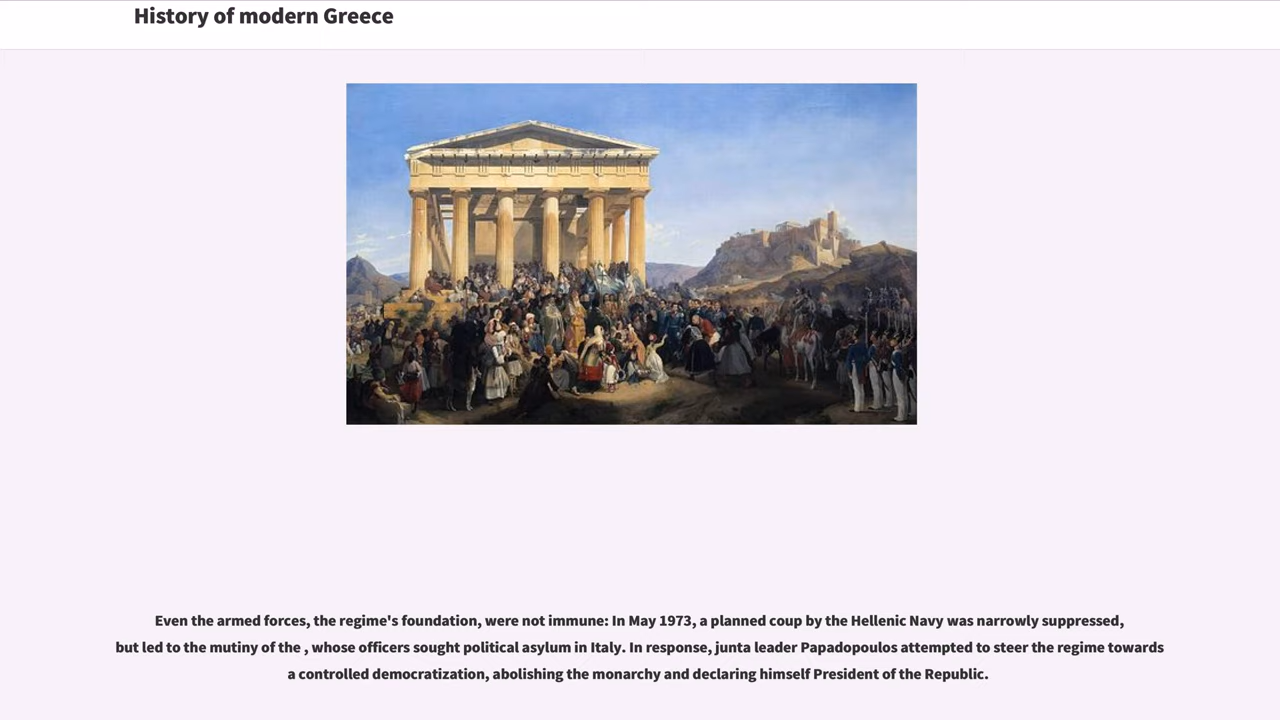 History of modern Greece
Even the armed forces, the regime's foundation, were not immune: In May 1973, a planned coup by the Hellenic Navy was narrowly suppressed,
but led to the mutiny of the , whose officers sought political asylum in Italy. In response, junta leader Papadopoulos attempted to steer the regime towards
a controlled democratization, abolishing the monarchy and declaring himself President of the Republic.